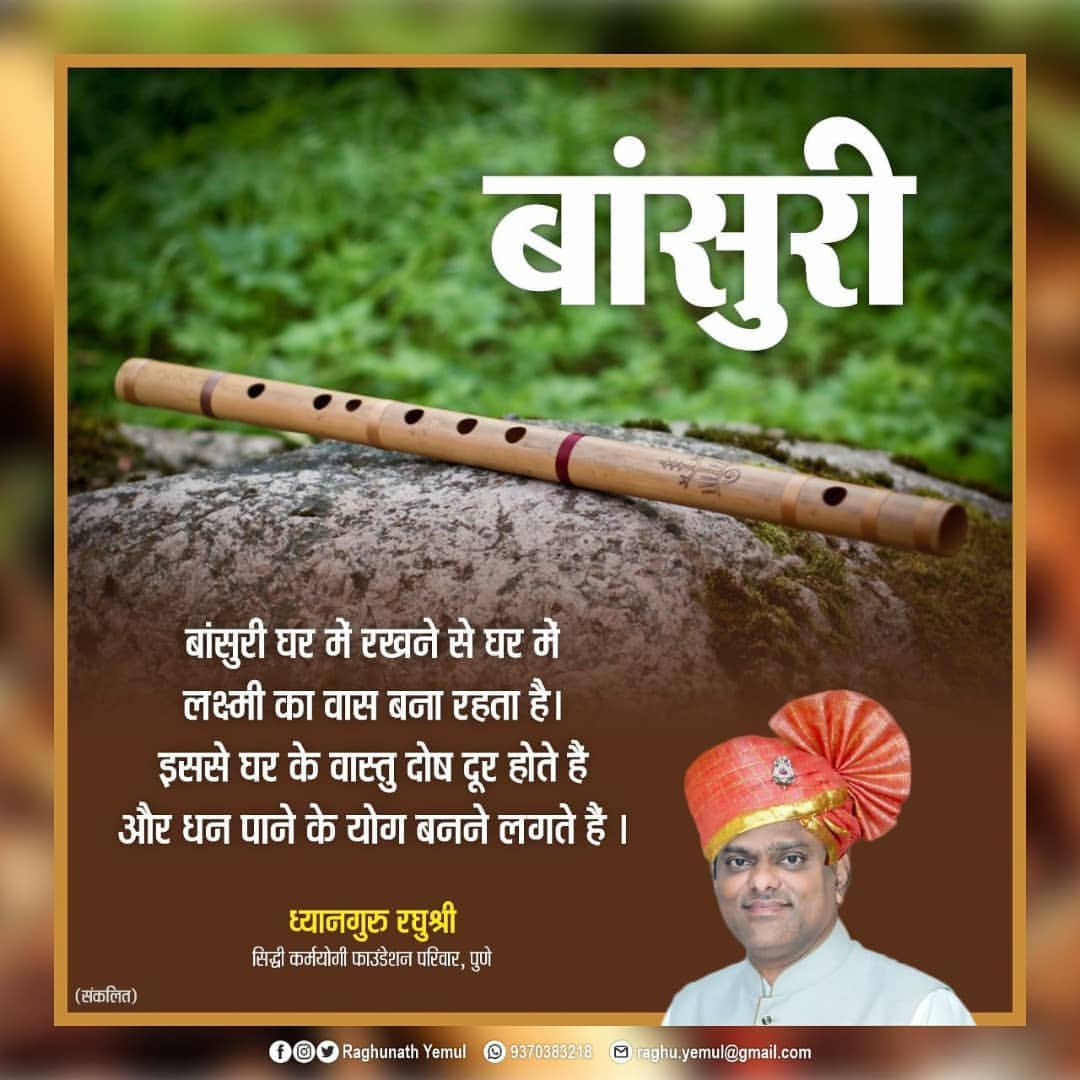 बांसुरी
बांसुरी घर में रखने से घर में
लक्ष्मी का वास बना रहता है।
इससे घर के वास्तु दोष दूर होते हैं
और धन पाने के योग बनने लगते हैं ।
ध्यानगुरु रघुश्री
सिद्धी कर्मयोगी फाउंडेशन परिवार, पुणे
(संकलित)
Raghunath Yemul 9370383218 raghu.yemul@gmail.com